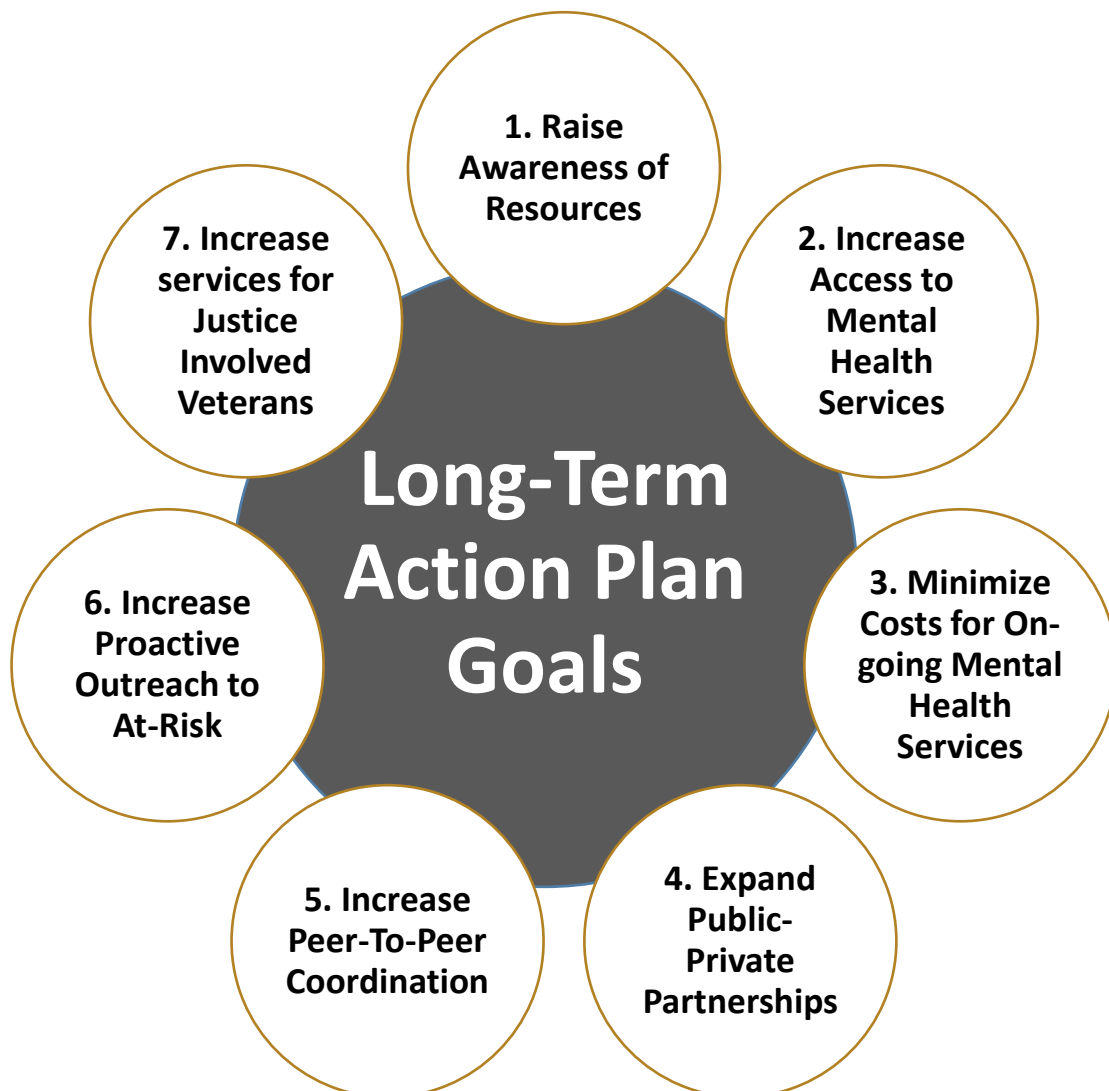 1. Raise
Awareness of
Resources
2. Increase
Access to
Mental
Health
Services
3. Minimize
Costs for On-
going Mental
Health
Services
4. Expand
Public-
Private
Partnerships
5. Increase
Peer-To-Peer
Coordination
6. Increase
Proactive
Outreach to
At-Risk
7. Increase
services for
Justice
Involved
Veterans
Long-Term
Action Plan
Goals